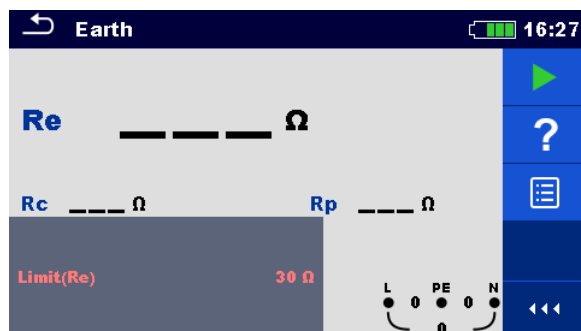 Earth 16:27
Re ___ Ω
?
Rc ___ Ω Rp ___ Ω
Limit(Re) 30 Ω
L PE N
0 0
0